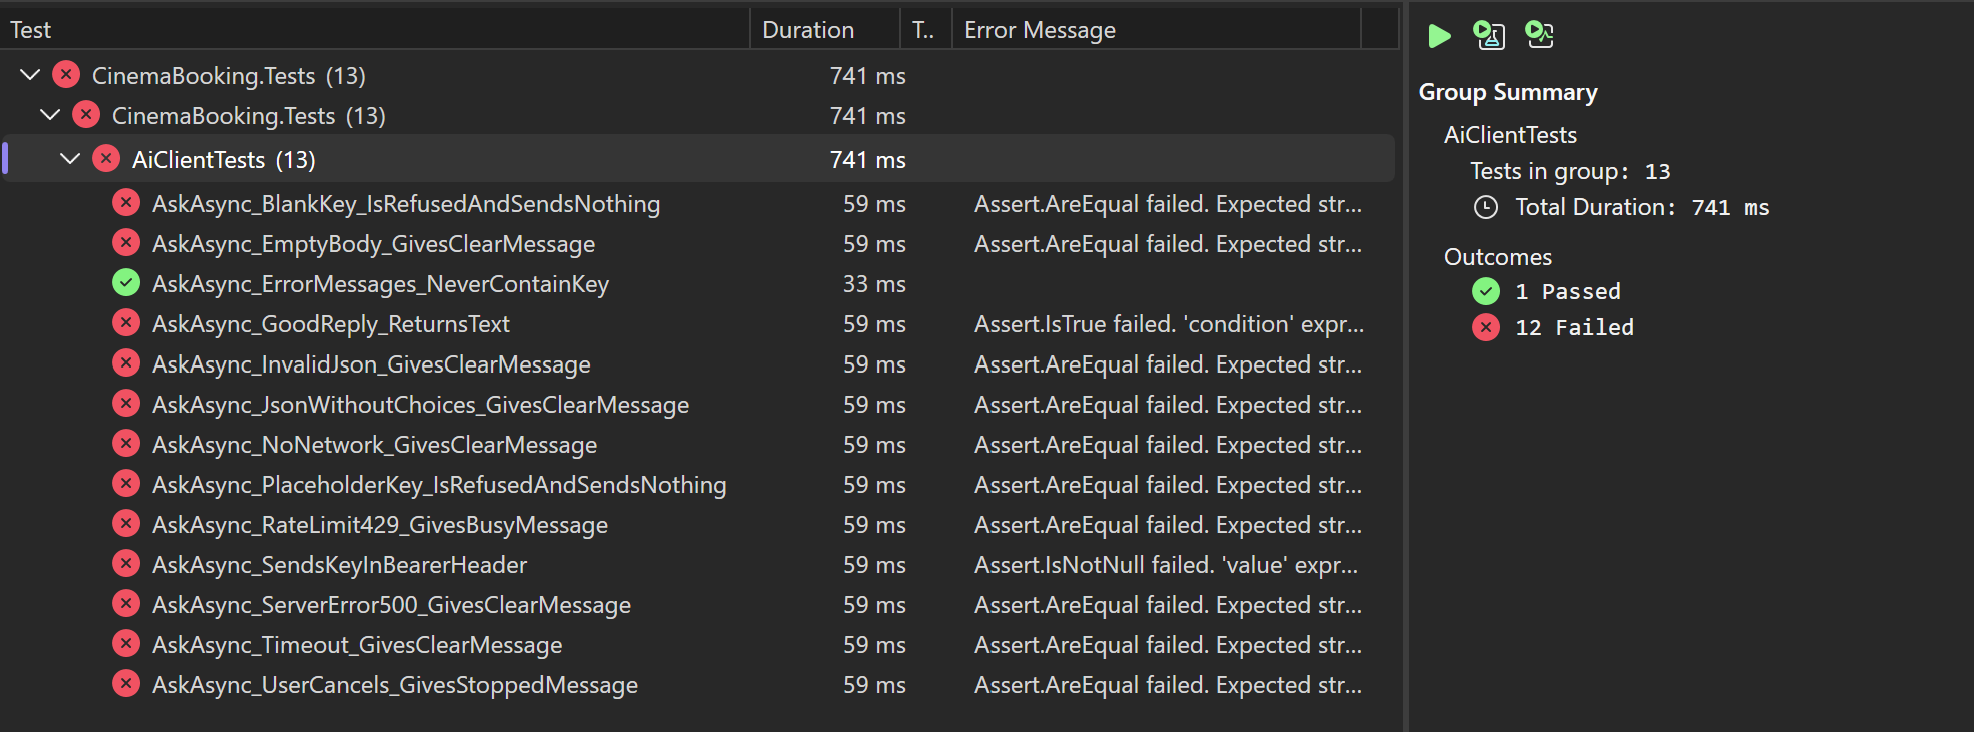 Test Duration T.. Error Message
CinemaBooking.Tests (13) 741 ms
CinemaBooking.Tests (13) 741 ms
AiClientTests (13) 741 ms
AskAsync_BlankKey_IsRefusedAndSendsNothing 59 ms Assert.AreEqual failed. Expected str...
AskAsync_EmptyBody_GivesClearMessage 59 ms Assert.AreEqual failed. Expected str...
AskAsync_ErrorMessages_NeverContainKey 33 ms
AskAsync_GoodReply_ReturnsText 59 ms Assert.IsTrue failed. 'condition' expr...
AskAsync_InvalidJson_GivesClearMessage 59 ms Assert.AreEqual failed. Expected str...
AskAsync_JsonWithoutChoices_GivesClearMessage 59 ms Assert.AreEqual failed. Expected str...
AskAsync_NoNetwork_GivesClearMessage 59 ms Assert.AreEqual failed. Expected str...
AskAsync_PlaceholderKey_IsRefusedAndSendsNothing 59 ms Assert.AreEqual failed. Expected str...
AskAsync_RateLimit429_GivesBusyMessage 59 ms Assert.AreEqual failed. Expected str...
AskAsync_SendsKeyInBearerHeader 59 ms Assert.IsNotNull failed. 'value' expr...
AskAsync_ServerError500_GivesClearMessage 59 ms Assert.AreEqual failed. Expected str...
AskAsync_Timeout_GivesClearMessage 59 ms Assert.AreEqual failed. Expected str...
AskAsync_UserCancels_GivesStoppedMessage 59 ms Assert.AreEqual failed. Expected str...
Group Summary
AiClientTests
Tests in group: 13
Total Duration: 741 ms
Outcomes
1 Passed
12 Failed